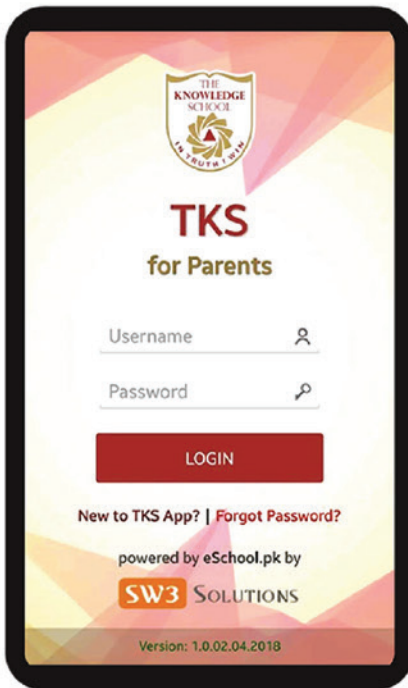 THE
KNOWLEDGE
SCHOOL
IN TRUTH I WIN
TKS
for Parents
Username
Password
LOGIN
New to TKS App? | Forgot Password?
powered by eSchool.pk by
SW3 SOLUTIONS
Version: 1.0.02.04.2018